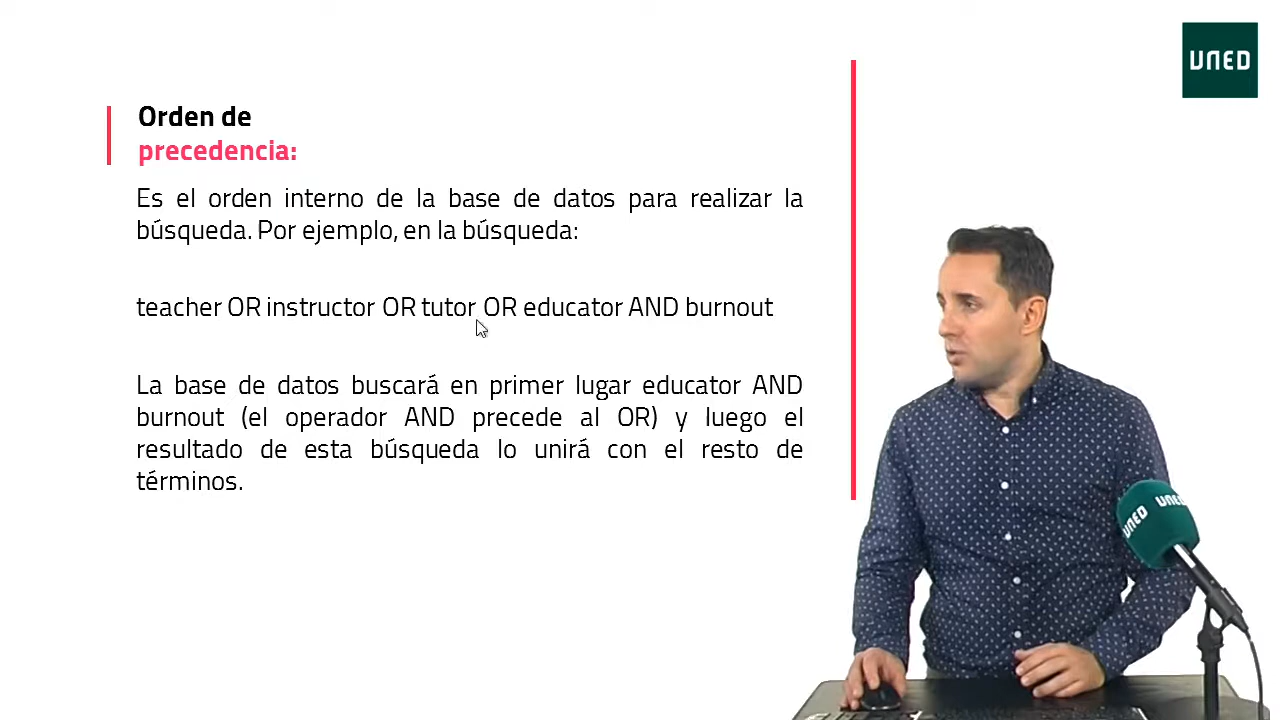 UNED
Orden de
precedencia:
Es el orden interno de la base de datos para realizar la
búsqueda. Por ejemplo, en la búsqueda:
teacher OR instructor OR tutor OR educator AND burnout
La base de datos buscará en primer lugar educator AND
burnout (el operador AND precede al OR) y luego el
resultado de esta búsqueda lo unirá con el resto de
términos.
UNED
UNED